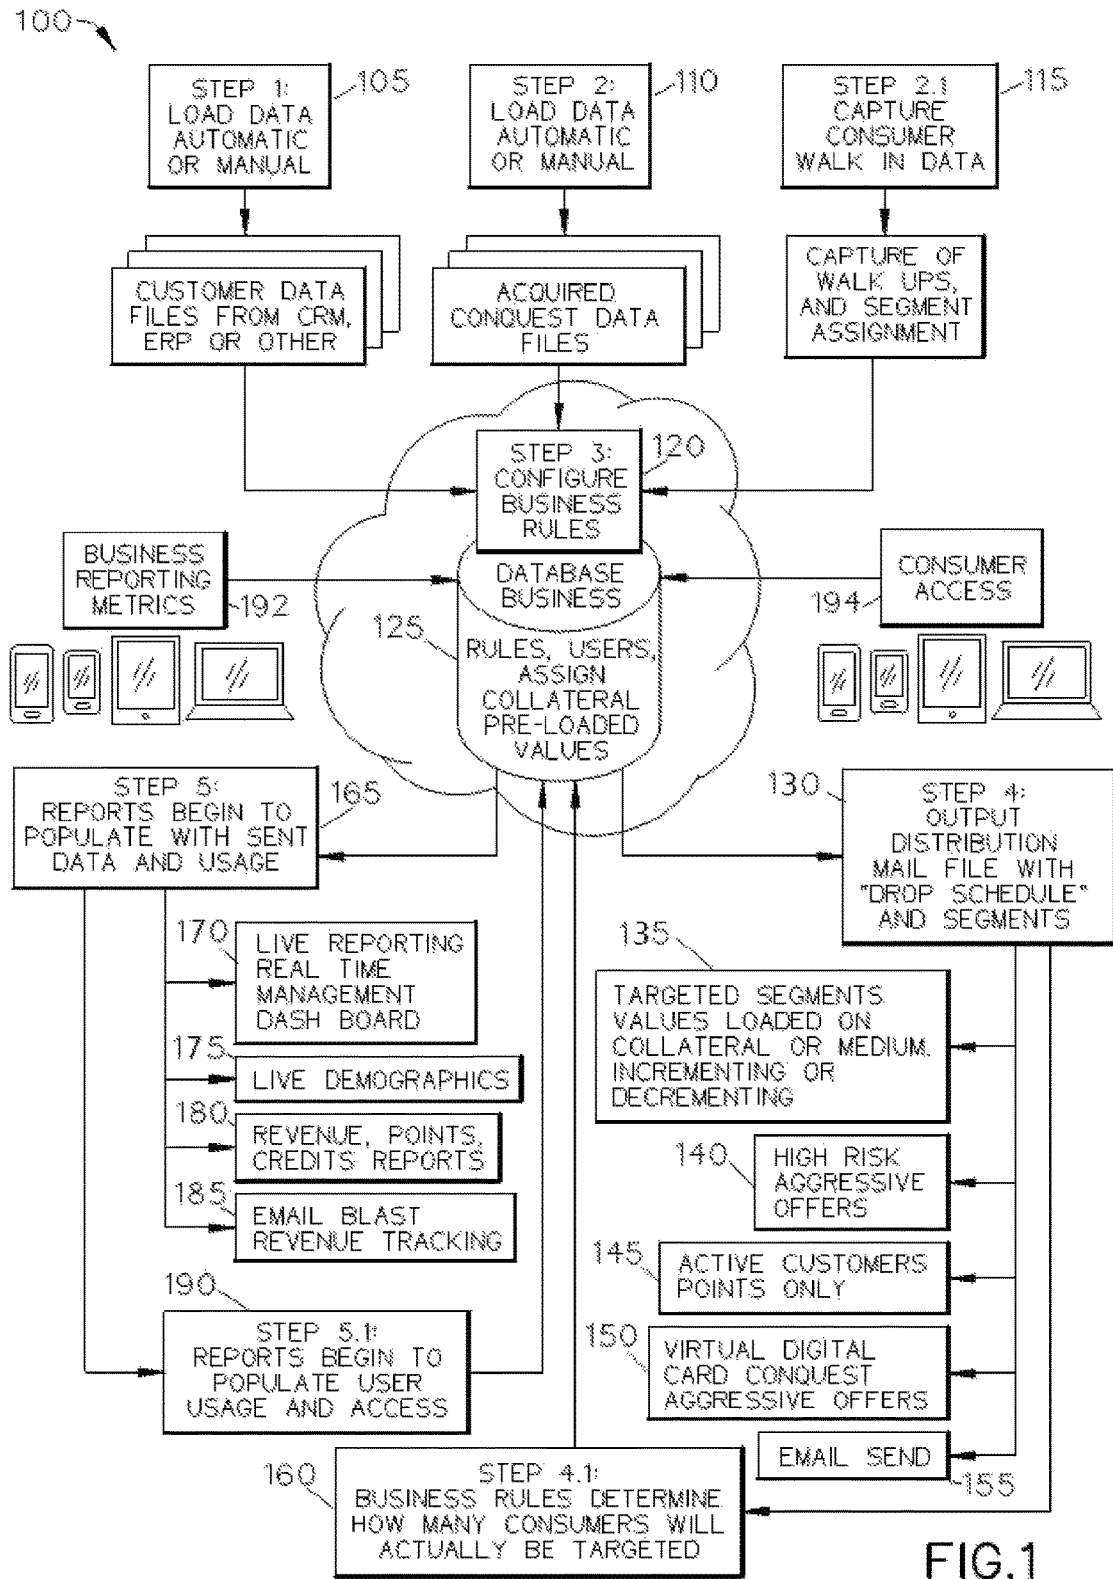 100
STEP 1:
LOAD DATA
AUTOMATIC
OR MANUAL
105
STEP 2:
LOAD DATA
AUTOMATIC
OR MANUAL
110
STEP 2.1
CAPTURE
CONSUMER
WALK IN DATA
115
CUSTOMER DATA
FILES FROM CRM,
ERP OR OTHER
ACQUIRED
CONQUEST DATA
FILES
CAPTURE OF
WALK UPS,
AND SEGMENT
ASSIGNMENT
STEP 3:
CONFIGURE
BUSINESS
RULES
120
BUSINESS
REPORTING
METRICS
192
DATABASE
BUSINESS
CONSUMER
ACCESS
194
125
RULES, USERS,
ASSIGN
COLLATERAL
PRE-LOADED
VALUES
STEP 5:
REPORTS BEGIN TO
POPULATE WITH SENT
DATA AND USAGE
165
130
STEP 4:
OUTPUT
DISTRIBUTION
MAIL FILE WITH
"DROP SCHEDULE"
AND SEGMENTS
170
LIVE REPORTING
REAL TIME
MANAGEMENT
DASH BOARD
175
LIVE DEMOGRAPHICS
180
REVENUE, POINTS,
CREDITS REPORTS
185
EMAIL BLAST
REVENUE TRACKING
135
TARGETED SEGMENTS
VALUES LOADED ON
COLLATERAL OR MEDIUM.
INCREMENTING OR
DECREMENTING
140
HIGH RISK
AGGRESSIVE
OFFERS
145
ACTIVE CUSTOMERS
POINTS ONLY
150
VIRTUAL DIGITAL
CARD CONQUEST
AGGRESSIVE OFFERS
EMAIL SEND
155
190
STEP 5.1:
REPORTS BEGIN TO
POPULATE USER
USAGE AND ACCESS
160
STEP 4.1:
BUSINESS RULES DETERMINE
HOW MANY CONSUMERS WILL
ACTUALLY BE TARGETED
FIG.1